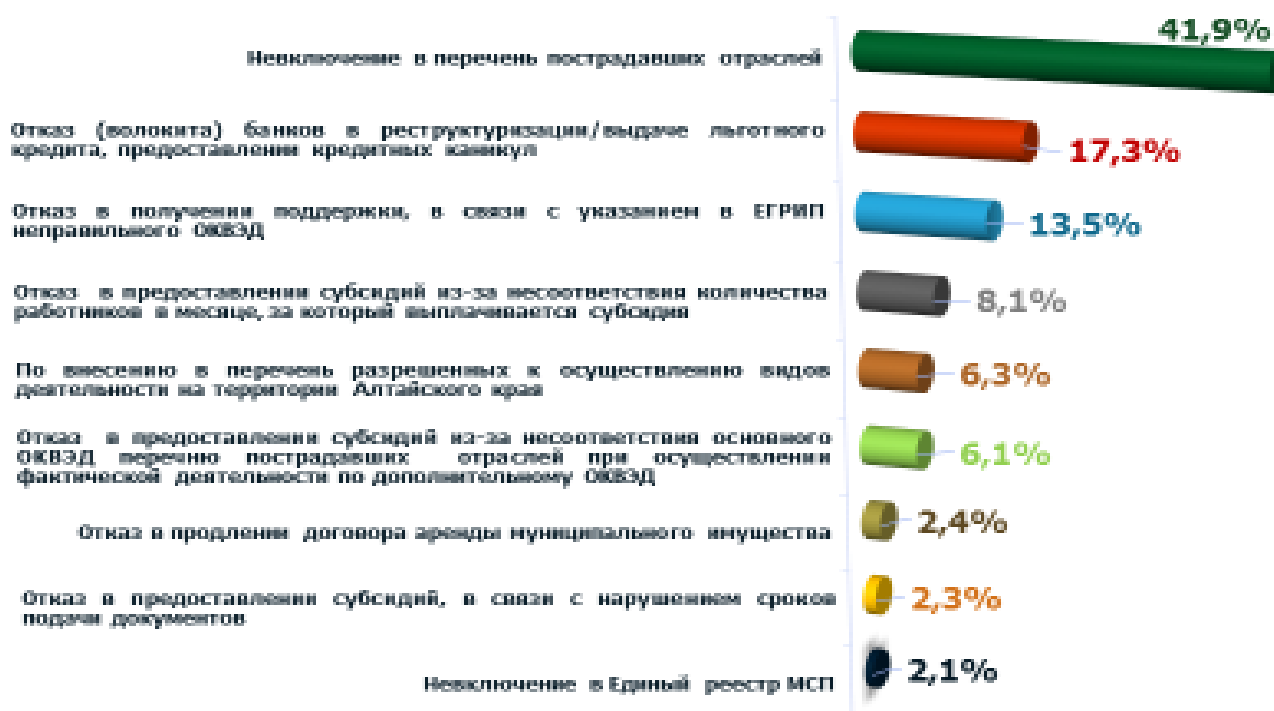 41,9%
Невключение в перечень пострадавших отраслей
Отказ (волокита) банков в реструктуризации/выдаче льготного
кредита, предоставлении кредитных каникул
17,3%
Отказ в получении поддержки, в связи с указанием в ЕГРИП
неправильного ОКВЭД
13,5%
Отказ в предоставлении субсидий из-за несоответствия количества
работников в месяце, за который выплачивается субсидия
8,1%
По внесению в перечень разрешенных к осуществлению видов
деятельности на территории Алтайского края
6,3%
Отказ в предоставлении субсидий из-за несоответствия основного
ОКВЭД перечню пострадавших отраслей при осуществлении
фактической деятельности по дополнительному ОКВЭД
6,1%
Отказ в продлении договора аренды муниципального имущества
2,4%
Отказ в предоставлении субсидий, в связи с нарушением сроков
подачи документов
2,3%
Невключение в Единый реестр МСП
2,1%